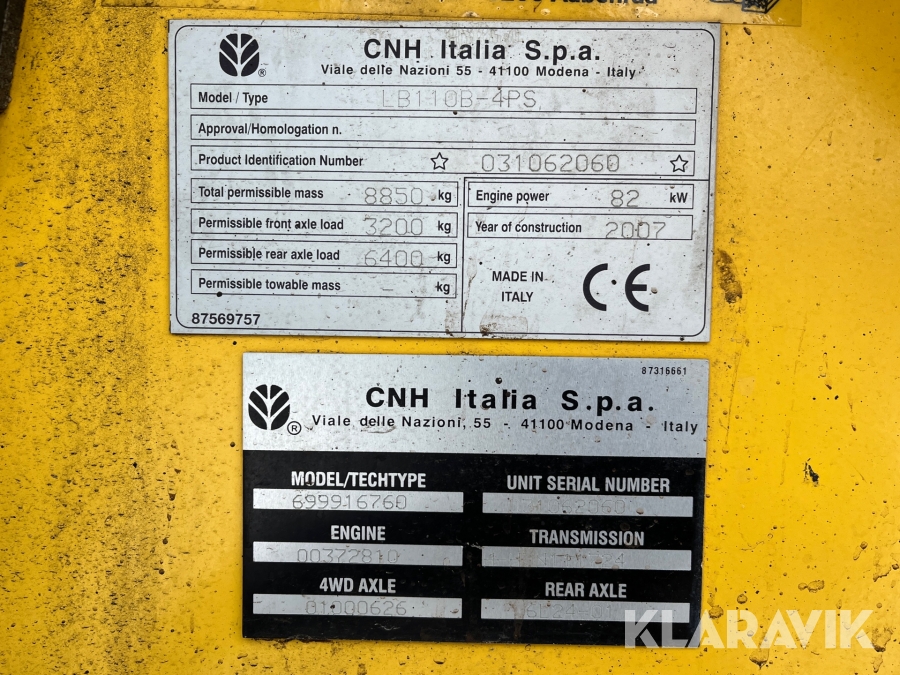 CNH Italia S.p.a.
Viale delle Nazioni 55 - 41100 Modena - Italy
Model / Type LB110B-4PS
Approval/Homologation n.
Product Identification Number 031062060
Total permissible mass 8850 kg
Engine power 82 kW
Permissible front axle load 3200 kg
Year of construction 2007
Permissible rear axle load 6400 kg
Permissible towable mass - kg
MADE IN
ITALY
CE
87569757
87316661
CNH Italia S.p.a.
® Viale delle Nazioni, 55 - 41100 Modena - Italy
MODEL/TECHTYPE
UNIT SERIAL NUMBER
699916760
ENGINE
TRANSMISSION
00372810
4WD AXLE
REAR AXLE
01000626
KLARAVIK